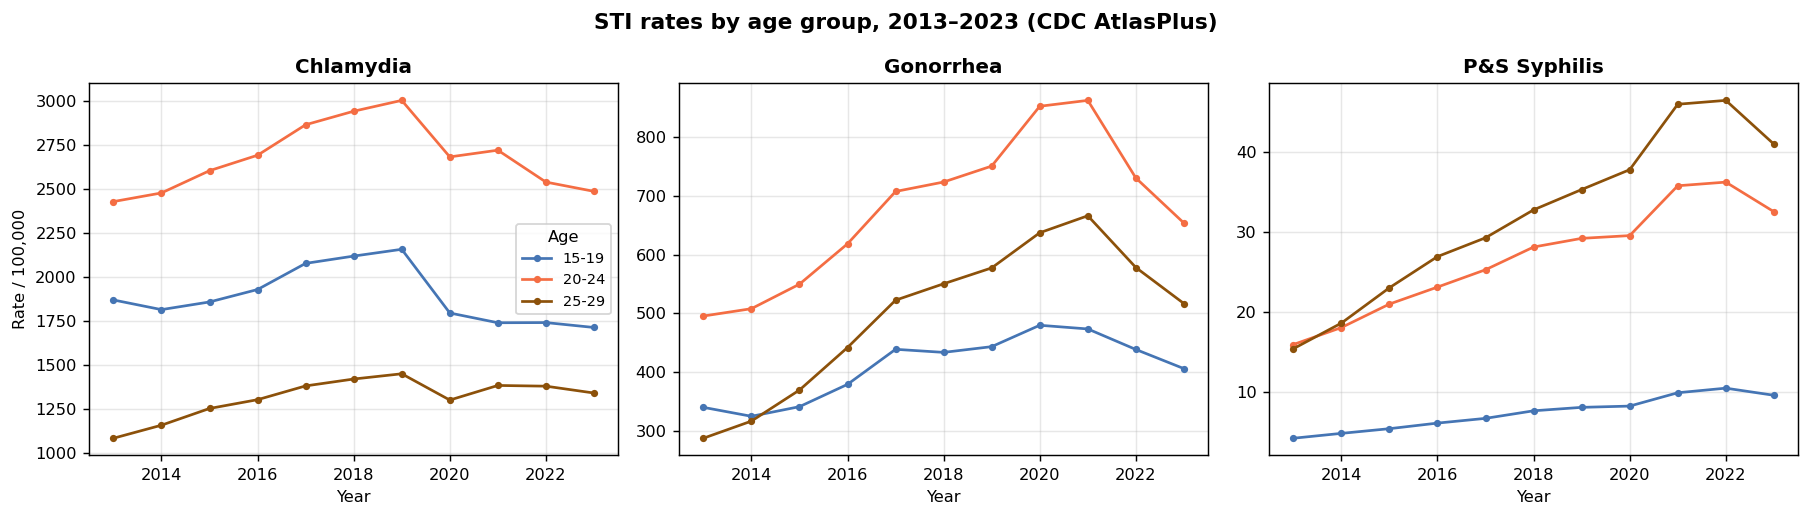 STI rates by age group, 2013–2023 (CDC AtlasPlus)
Chlamydia
Rate / 100,000
3000
2750
2500
2250
2000
1750
1500
1250
1000
Age
15-19
20-24
25-29
2014 2016 2018 2020 2022
Year
Gonorrhea
800
700
600
500
400
300
2014 2016 2018 2020 2022
Year
P&S Syphilis
40
30
20
10
2014 2016 2018 2020 2022
Year